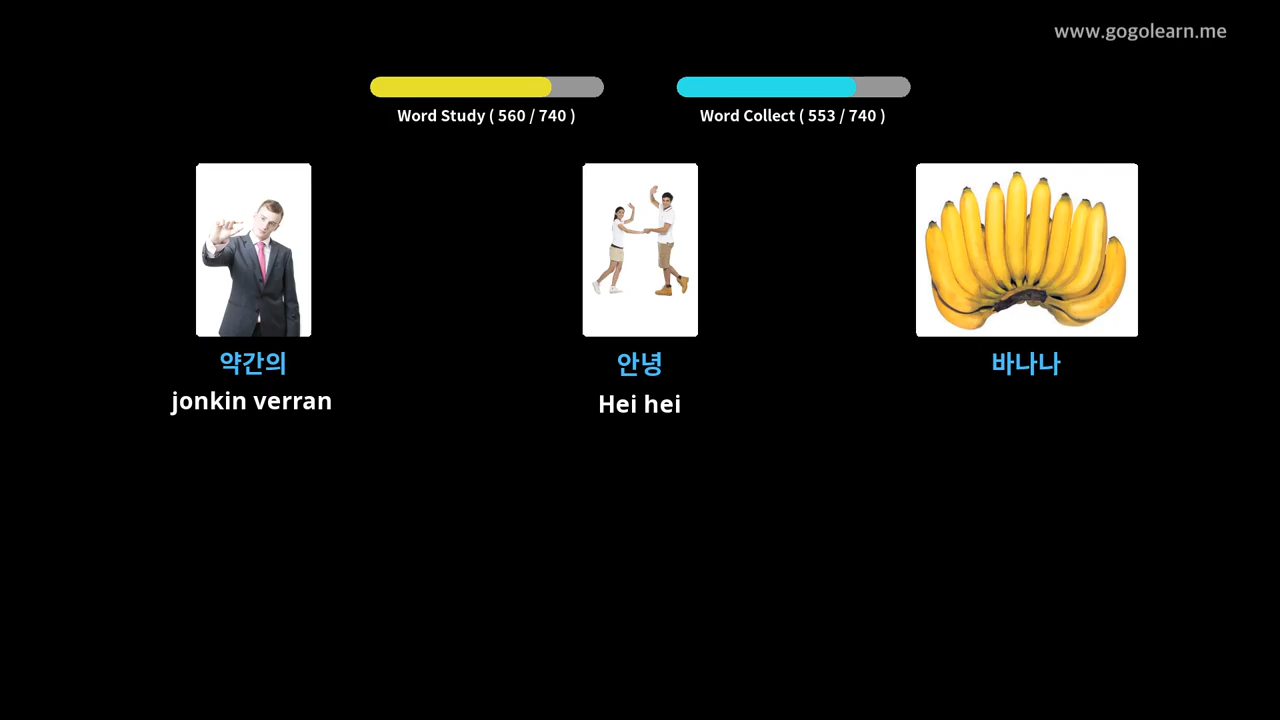 www.gogolearn.me
Word Study ( 560 / 740 )
Word Collect ( 553 / 740 )
약간의
안녕
바나나
jonkin verran
Hei hei